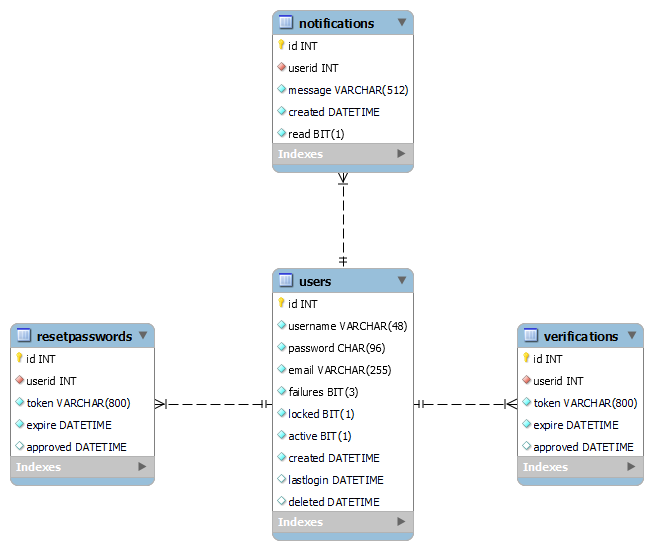 notifications
id INT
userid INT
message VARCHAR(512)
created DATETIME
read BIT(1)
Indexes
users
id INT
username VARCHAR(48)
password CHAR(96)
email VARCHAR(255)
failures BIT(3)
locked BIT(1)
active BIT(1)
created DATETIME
lastlogin DATETIME
deleted DATETIME
Indexes
resetpasswords
id INT
userid INT
token VARCHAR(800)
expire DATETIME
approved DATETIME
Indexes
verifications
id INT
userid INT
token VARCHAR(800)
expire DATETIME
approved DATETIME
Indexes